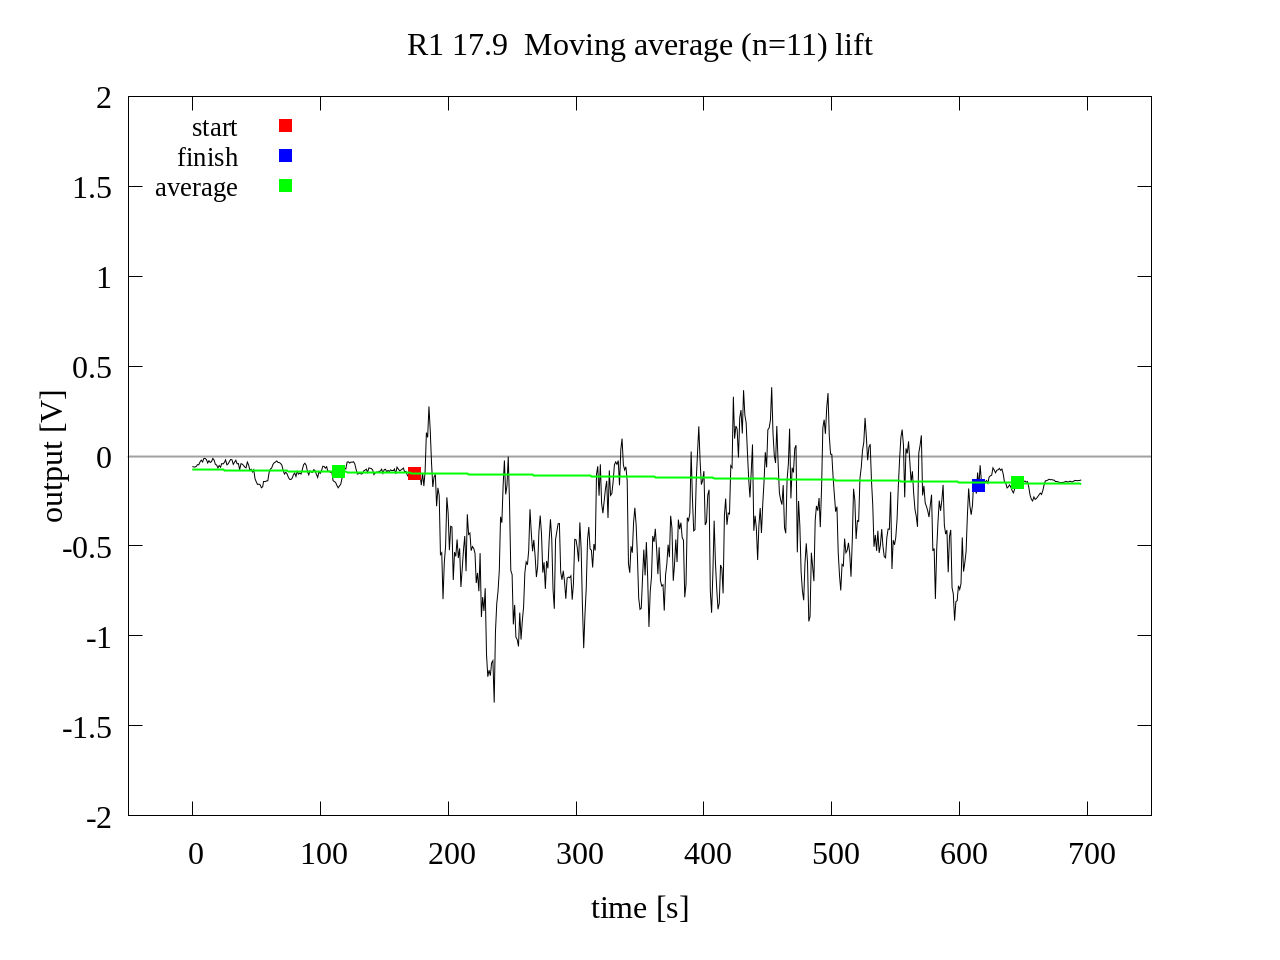 R1 17.9  Moving average (n=11) lift
start
finish
average
2
1.5
1
0.5
0
-0.5
-1
-1.5
-2
output [V]
0 100 200 300 400 500 600 700
time [s]